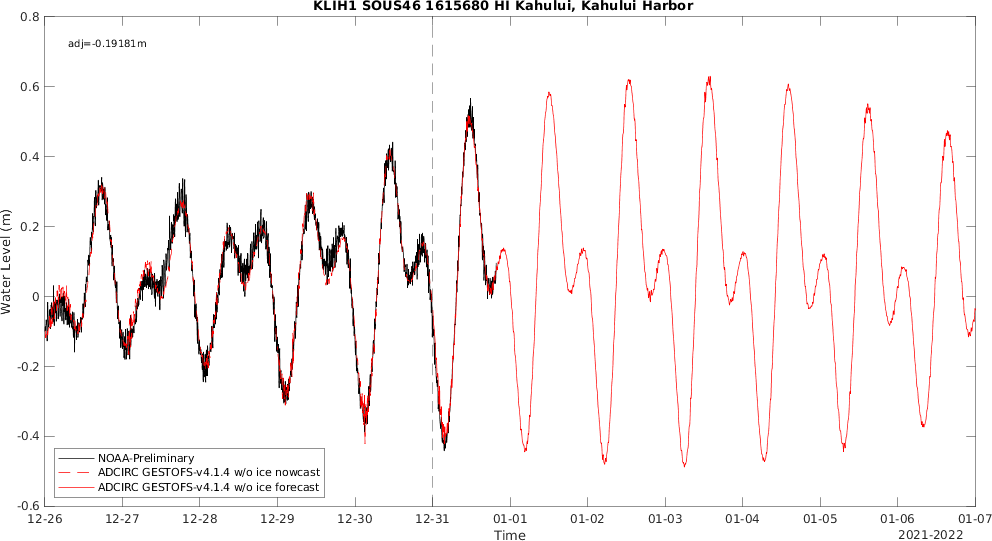 KLIH1 SOUS46 1615680 HI Kahului, Kahului Harbor
adj=-0.19181m
0.8
0.6
0.4
0.2
0
-0.2
-0.4
-0.6
Water Level (m)
NOAA-Preliminary
ADCIRC GESTOFS-v4.1.4 w/o ice nowcast
ADCIRC GESTOFS-v4.1.4 w/o ice forecast
12-26 12-27 12-28 12-29 12-30 12-31 01-01 01-02 01-03 01-04 01-05 01-06 01-07
Time
2021-2022